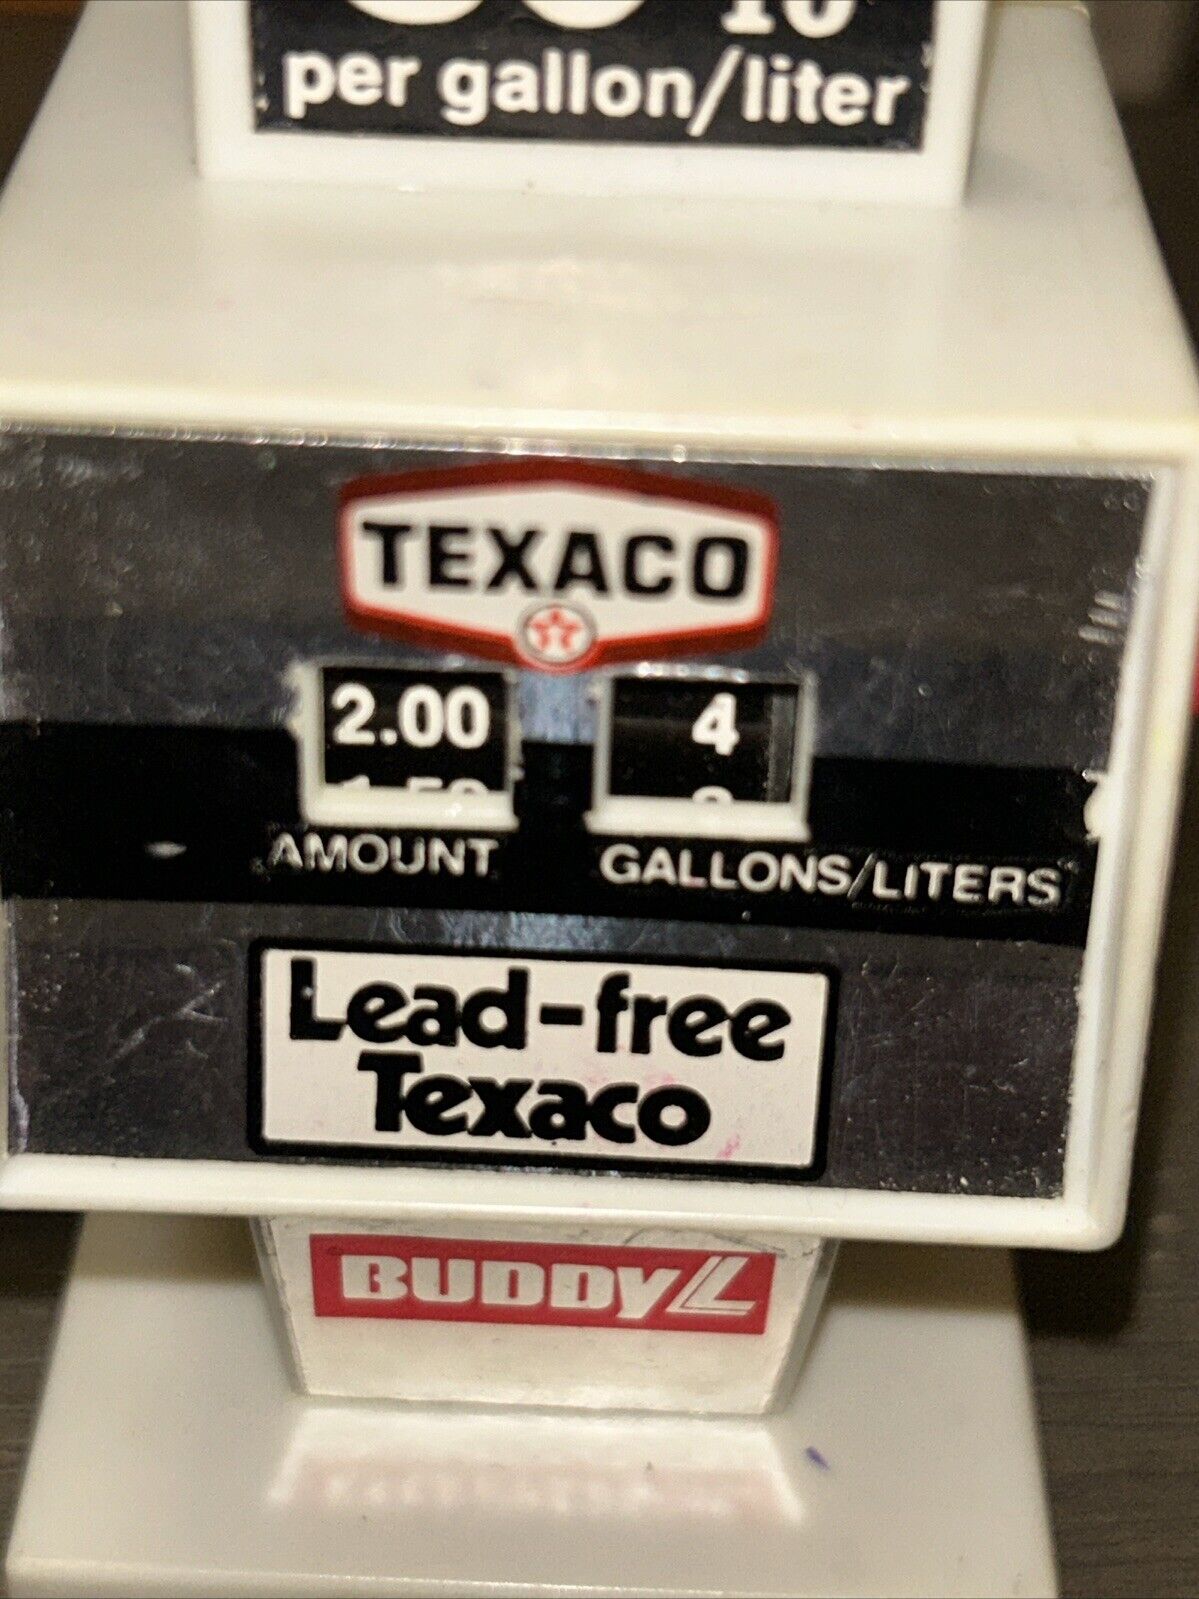 per gallon/liter
TEXACO
2.00 4
AMOUNT GALLONS/LITERS
Lead-free
Texaco
BUDDY L